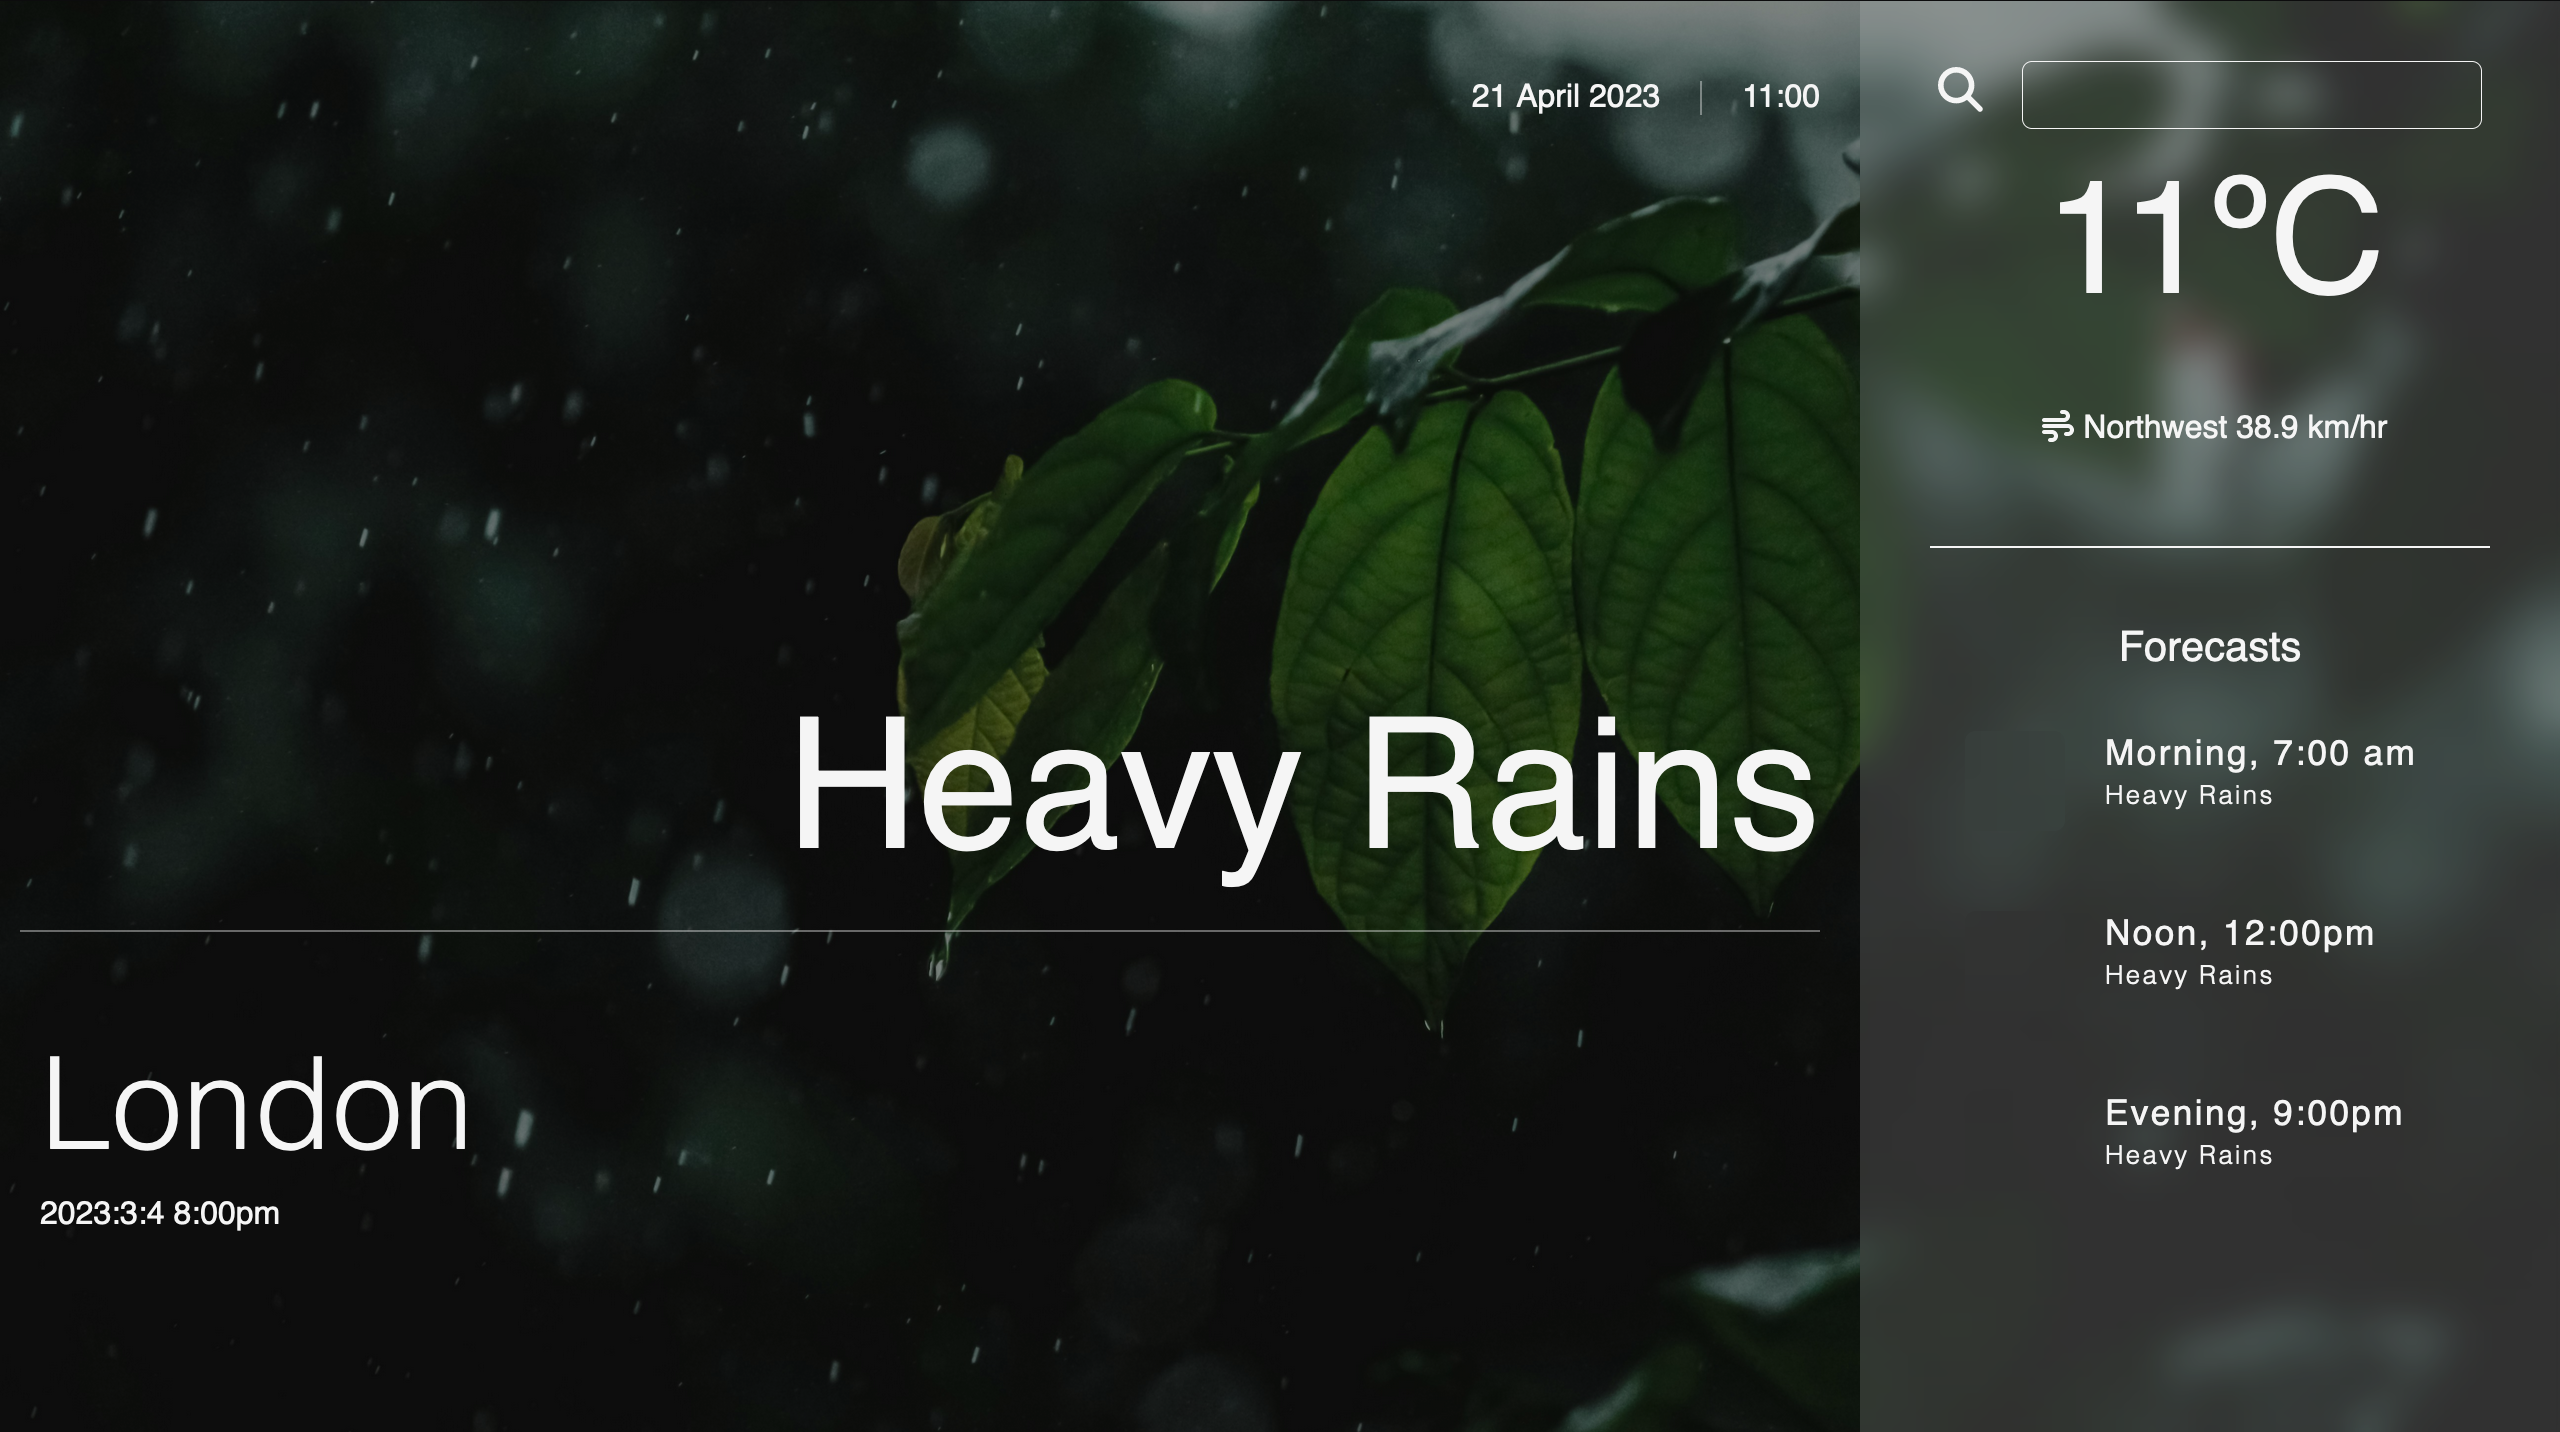 21 April 2023
11:00
Heavy Rains
London
2023:3:4 8:00pm
11°C
Northwest 38.9 km/hr
Forecasts
Morning, 7:00 am
Heavy Rains
Noon, 12:00pm
Heavy Rains
Evening, 9:00pm
Heavy Rains